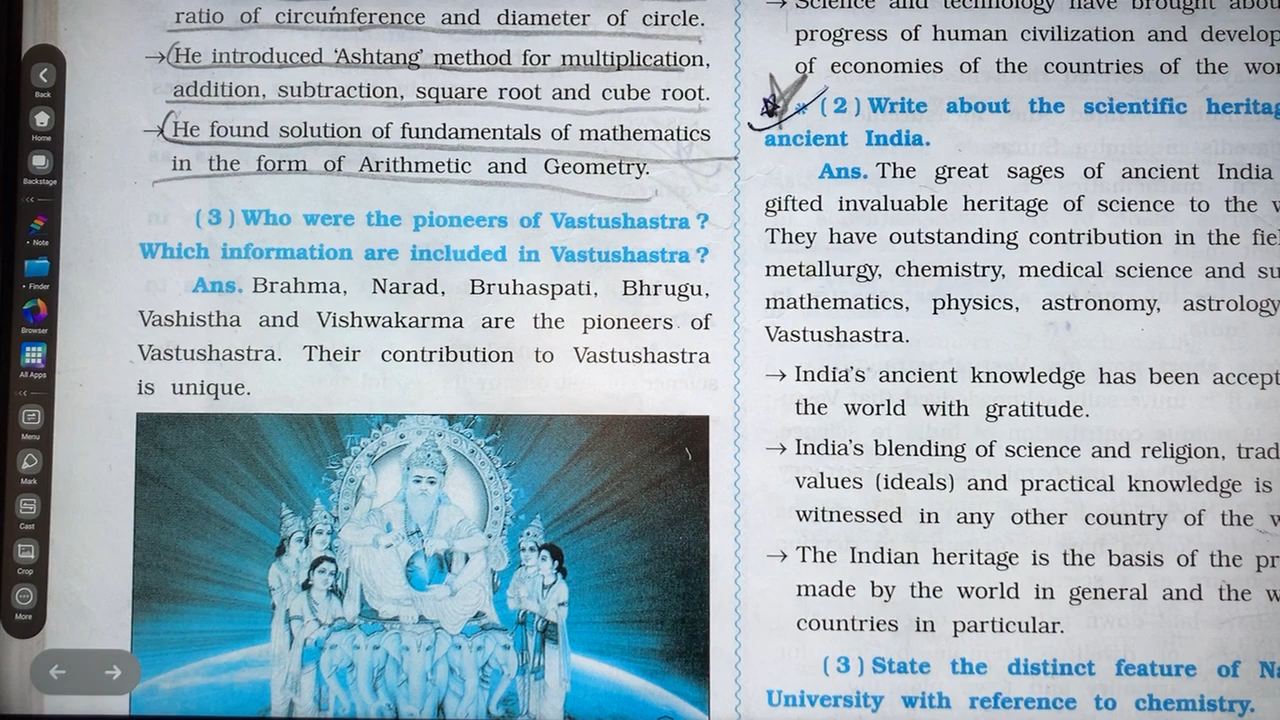 ratio of circumference and diameter of circle.
→ He introduced 'Ashtang' method for multiplication,
addition, subtraction, square root and cube root.
→ He found solution of fundamentals of mathematics
in the form of Arithmetic and Geometry.
(3) Who were the pioneers of Vastushastra ?
Which information are included in Vastushastra ?
Ans. Brahma, Narad, Bruhaspati, Bhrugu,
Vashistha and Vishwakarma are the pioneers of
Vastushastra. Their contribution to Vastushastra
is unique.
→ Science and technology have brought abou
progress of human civilization and develop
of economies of the countries of the wor
* (2) Write about the scientific heritag
ancient India.
Ans. The great sages of ancient India
gifted invaluable heritage of science to the w
They have outstanding contribution in the fiel
metallurgy, chemistry, medical science and su
mathematics, physics, astronomy, astrology
Vastushastra.
→ India's ancient knowledge has been accept
the world with gratitude.
→ India's blending of science and religion, trad
values (ideals) and practical knowledge is
witnessed in any other country of the w
→ The Indian heritage is the basis of the pr
made by the world in general and the w
countries in particular.
(3) State the distinct feature of Na
University with reference to chemistry.
Back
Home
Backstage
• Note
• Finder
Browser
All Apps
Menu
Mark
Cast
Crop
More